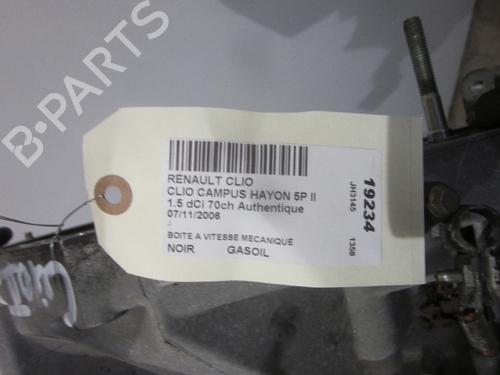 B-PARTS
RENAULT CLIO
CLIO CAMPUS HAYON 5P II
1.5 dCi 70ch Authentique
07/11/2006
J
BOITE A VITESSE MECANIQUE
NOIR GASOIL
19234
JH3145 1358